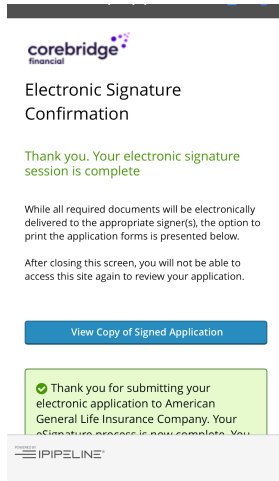 corebridge
financial
Electronic Signature
Confirmation
Thank you. Your electronic signature
session is complete
While all required documents will be electronically
delivered to the appropriate signer(s), the option to
print the application forms is presented below.
After closing this screen, you will not be able to
access this site again to review your application.
View Copy of Signed Application
Thank you for submitting your
electronic application to American
General Life Insurance Company. Your
eSignature process is now complete. You
POWERED BY
IPIPELINE